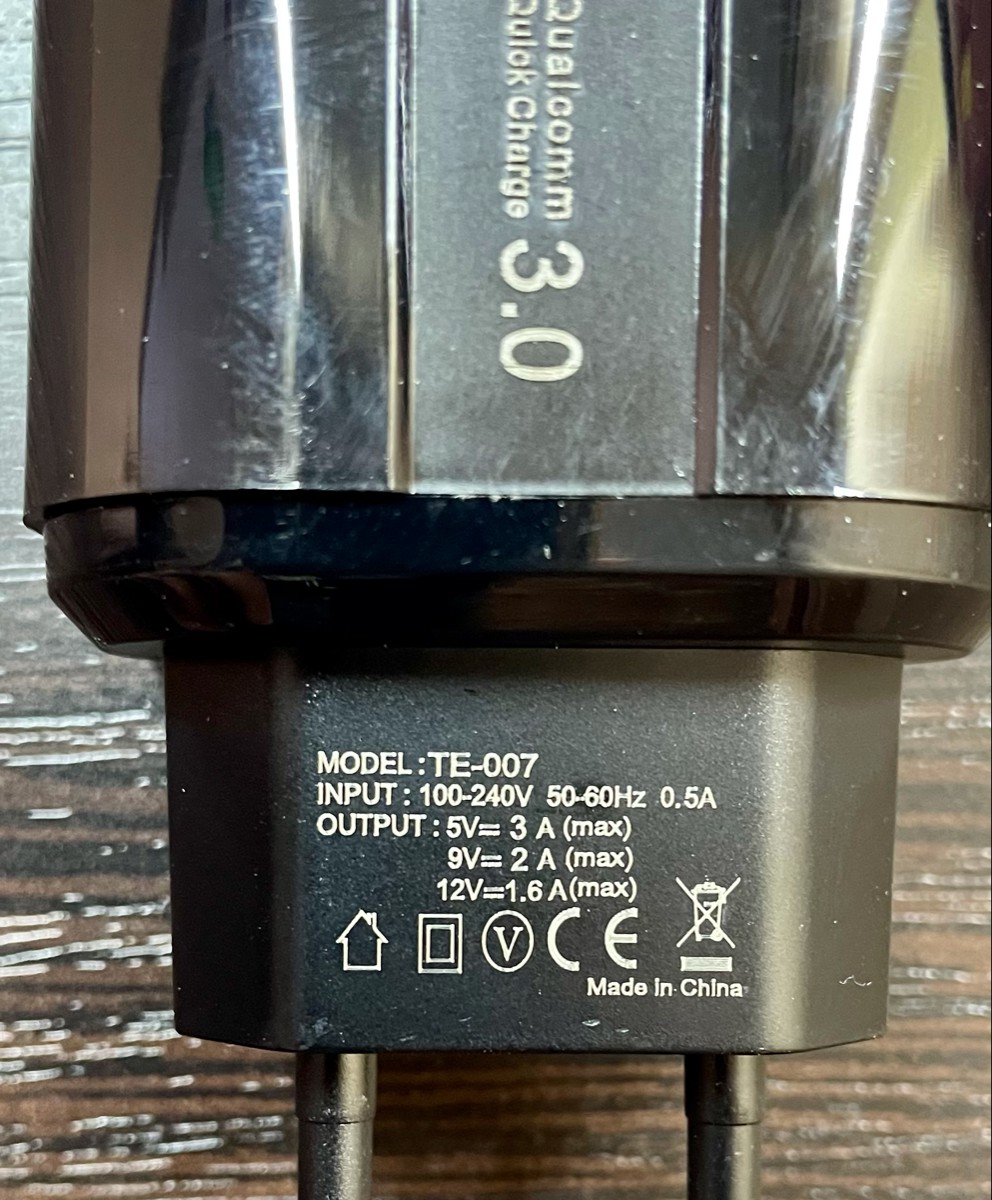 Qualcomm
Quick Charge
3.0
MODEL : TE-007
INPUT : 100-240V 50-60Hz 0.5A
OUTPUT : 5V= 3 A (max)
9V= 2 A (max)
12V=1.6 A(max)
V CE
Made in China